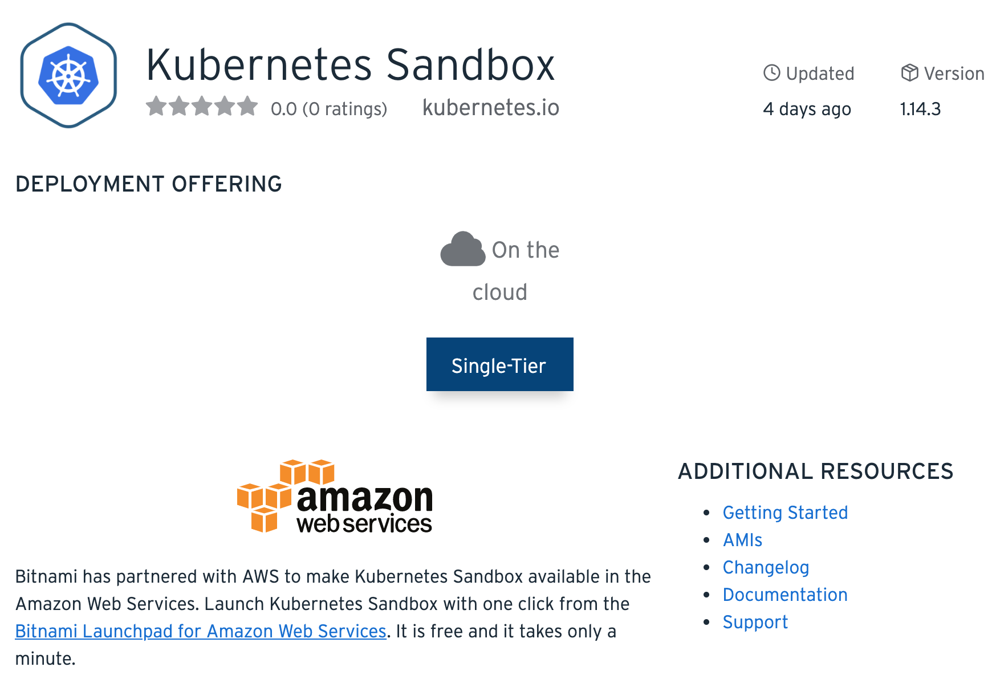 Kubernetes Sandbox
0.0 (0 ratings)
kubernetes.io
Updated
4 days ago
Version
1.14.3
DEPLOYMENT OFFERING
On the
cloud
Single-Tier
amazon
web services
Bitnami has partnered with AWS to make Kubernetes Sandbox available in the
Amazon Web Services. Launch Kubernetes Sandbox with one click from the
Bitnami Launchpad for Amazon Web Services. It is free and it takes only a
minute.
ADDITIONAL RESOURCES
Getting Started
AMIs
Changelog
Documentation
Support